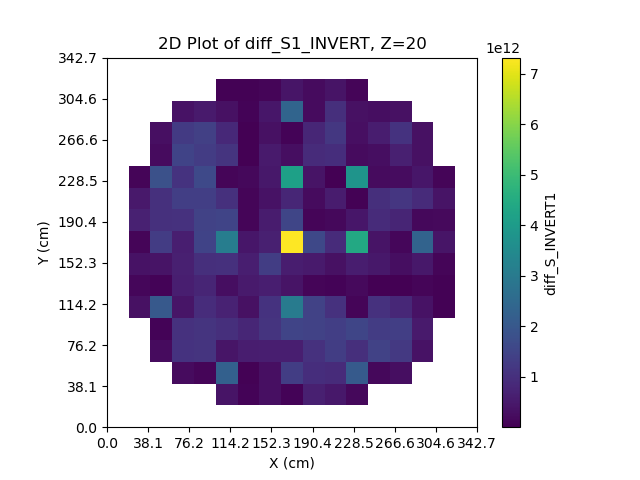 2D Plot of diff_S1_INVERT, Z=20
1e12
342.7
304.6
266.6
228.5
190.4
152.3
114.2
76.2
38.1
0.0
Y (cm)
0.0 38.1 76.2 114.2 152.3 190.4 228.5 266.6 304.6 342.7
X (cm)
7
6
5
4
3
2
1
diff_S_INVERT1